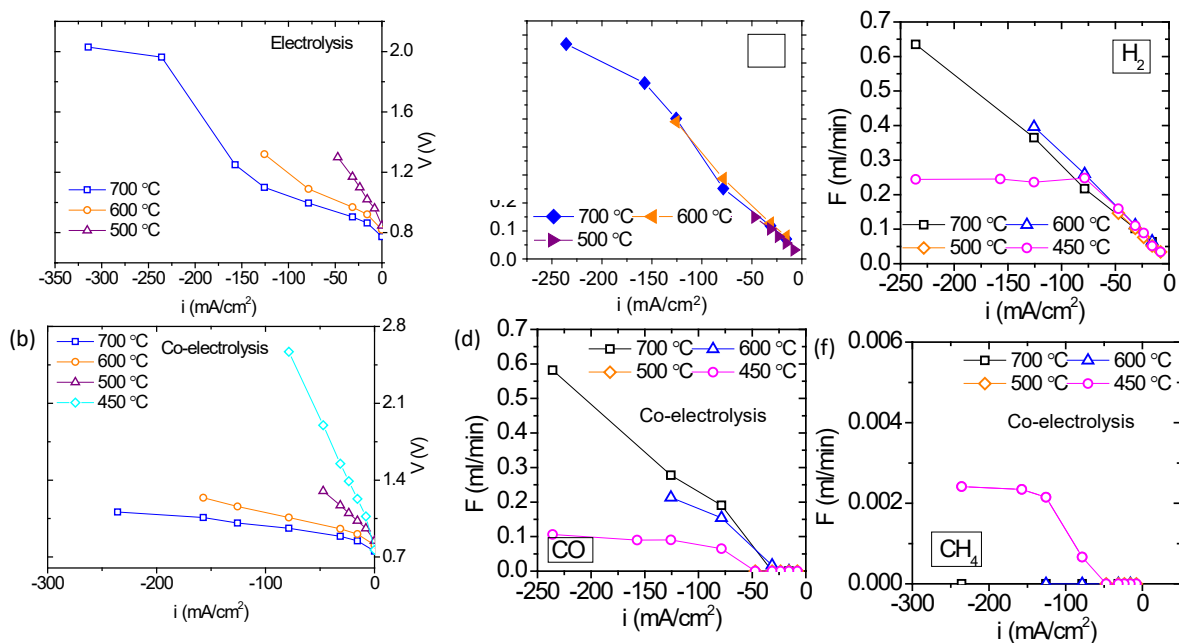 Electrolysis
700 °C
600 °C
500 °C
2.0
1.6
1.2
0.8
V (V)
-350 -300 -250 -200 -150 -100 -50 0
i (mA/cm²)
0.2
0.1
0.0
700 °C 600 °C
500 °C
-250 -200 -150 -100 -50 0
i (mA/cm²)
H₂
0.7
0.6
0.5
0.4
0.3
0.2
0.1
0.0
F (ml/min)
700 °C 600 °C
500 °C 450 °C
-250 -200 -150 -100 -50 0
i (mA/cm²)
(b)
Co-electrolysis
700 °C
600 °C
500 °C
450 °C
2.8
2.1
1.4
0.7
V (V)
-300 -200 -100 0
i (mA/cm²)
(d)
0.7
0.6
0.5
0.4
0.3
0.2
0.1
0.0
F (ml/min)
700 °C 600 °C
500 °C 450 °C
Co-electrolysis
CO
-250 -200 -150 -100 -50 0
i (mA/cm²)
(f)
0.006
0.004
0.002
0.000
F (ml/min)
700 °C 600 °C
500 °C 450 °C
Co-electrolysis
CH₄
-300 -200 -100 0
i (mA/cm²)